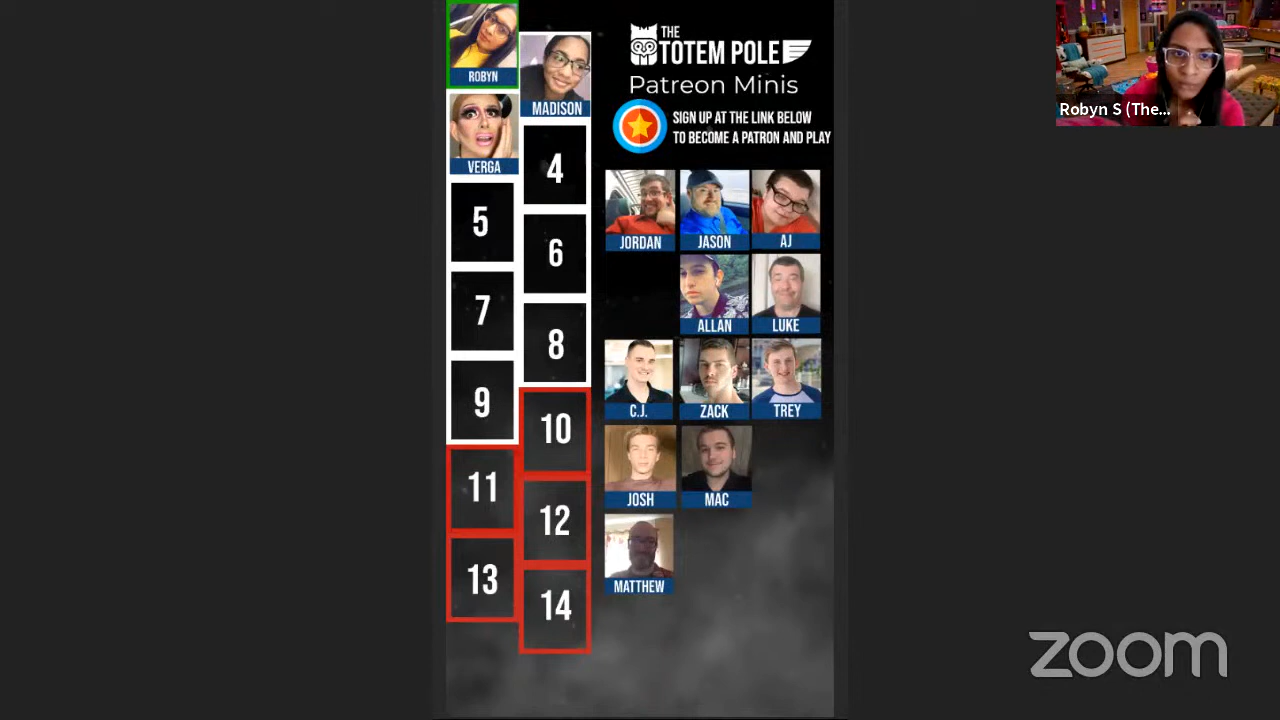 ROBYN
MADISON
VERGA
4
5
6
7
8
9
10
11
12
13
14
THE
TOTEM POLE
Patreon Minis
SIGN UP AT THE LINK BELOW
TO BECOME A PATRON AND PLAY
JORDAN
JASON
AJ
ALLAN
LUKE
C.J.
ZACK
TREY
JOSH
MAC
MATTHEW
Robyn S (The...
zoom